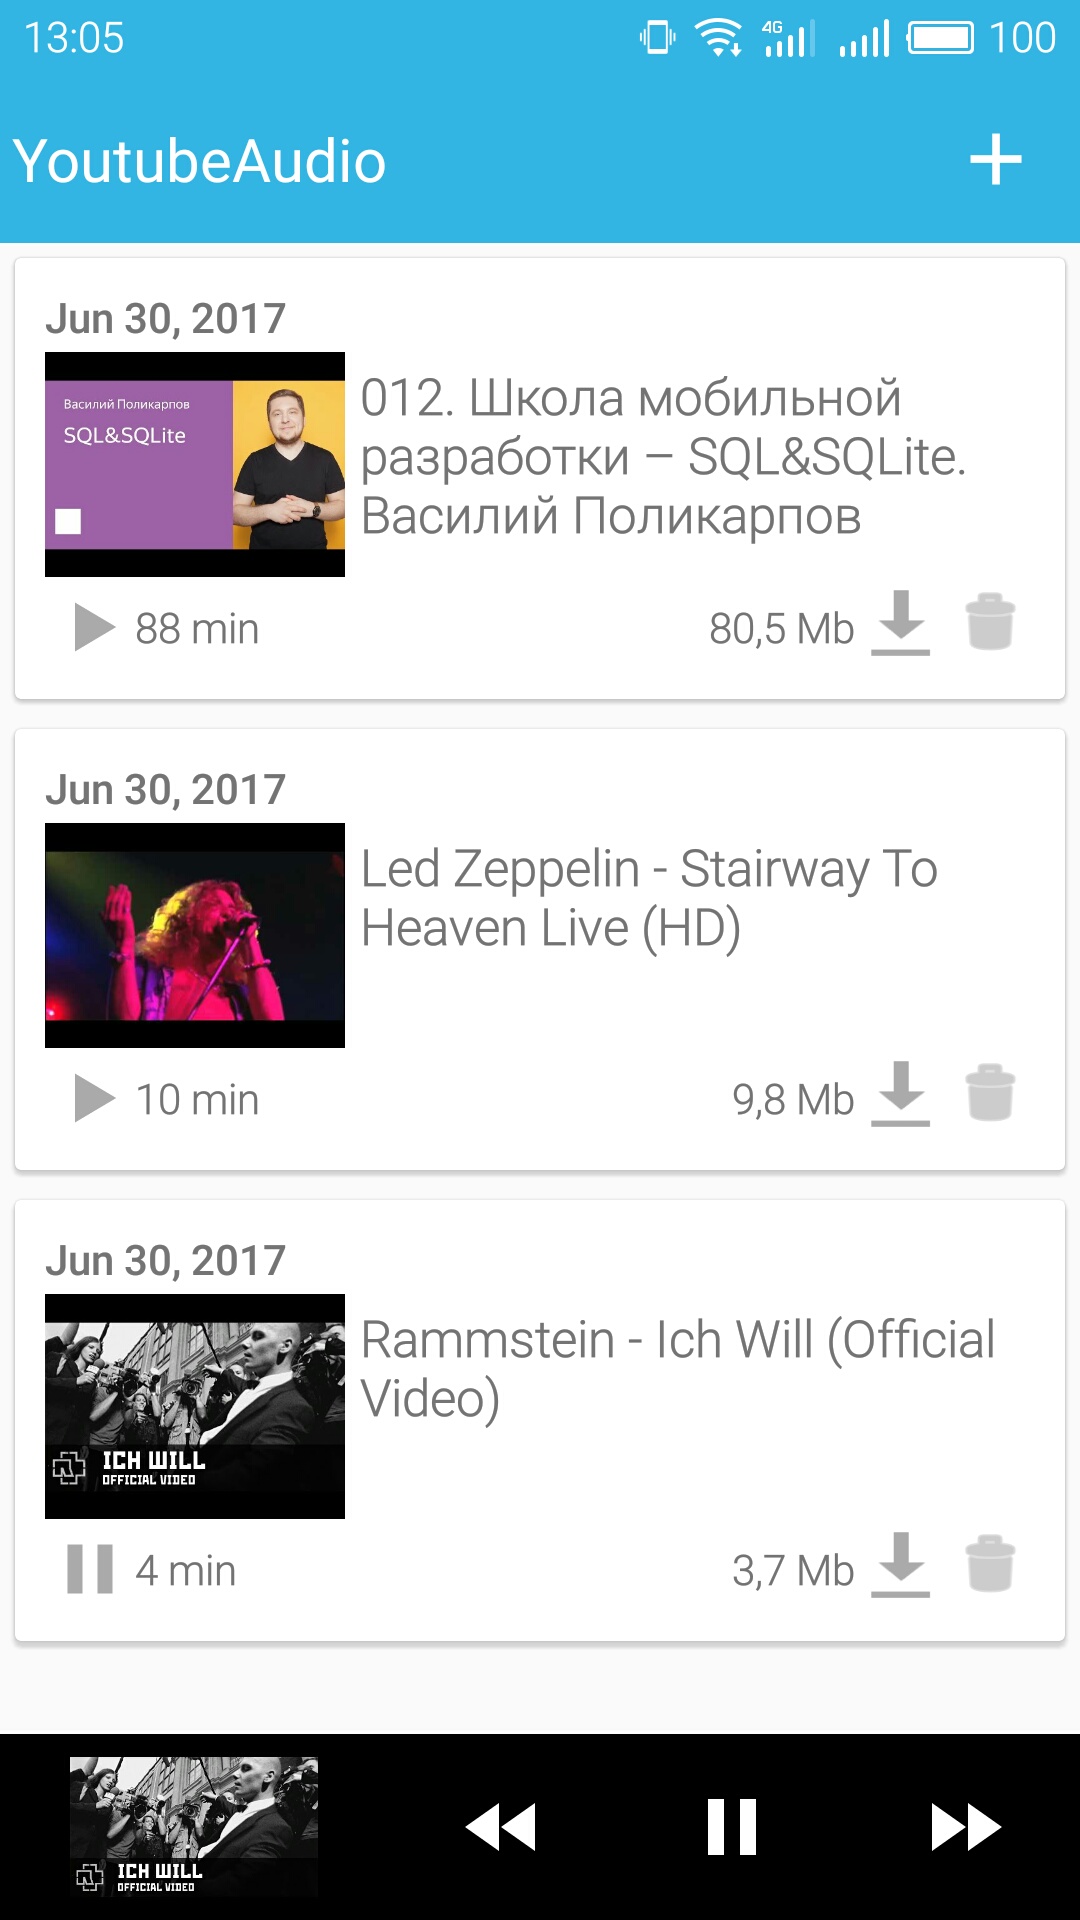 13:05
4G
100
YoutubeAudio
Jun 30, 2017
Василий Поликарпов
SQL&SQLite
012. Школа мобильной
разработки – SQL&SQLite.
Василий Поликарпов
88 min
80,5 Mb
Jun 30, 2017
Led Zeppelin - Stairway To
Heaven Live (HD)
10 min
9,8 Mb
Jun 30, 2017
Rammstein - Ich Will (Official
Video)
ICH WILL
OFFICIAL VIDEO
4 min
3,7 Mb
ICH WILL
OFFICIAL VIDEO